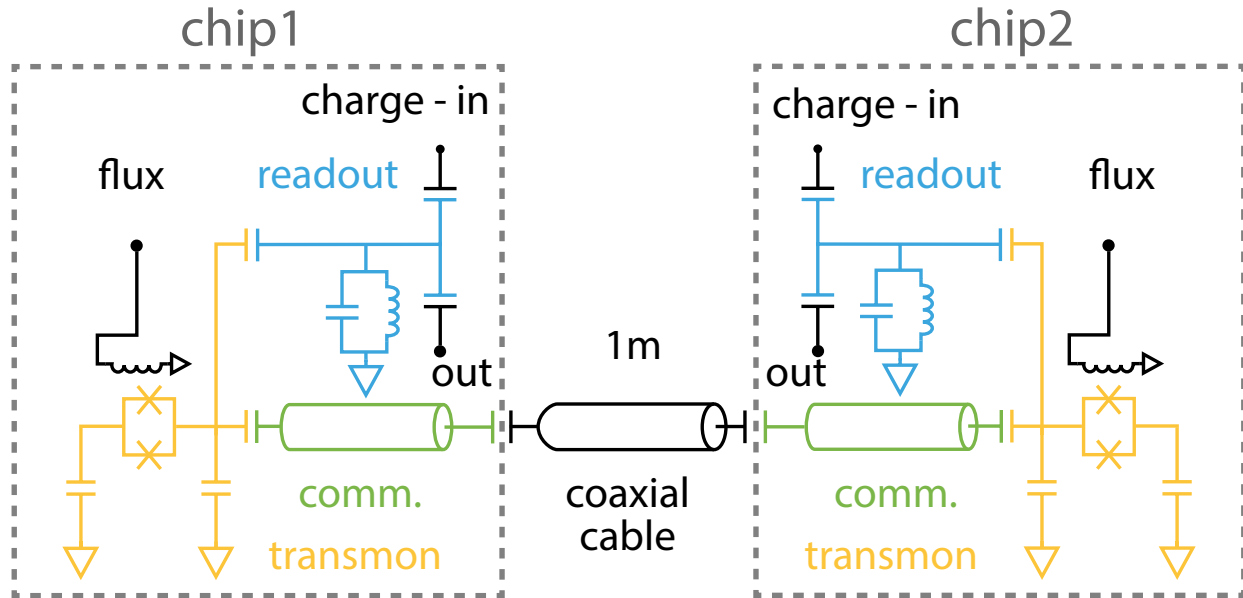 chip1
chip2
charge - in
charge - in
flux
readout
readout
flux
1m
out
out
comm.
coaxial
cable
comm.
transmon
transmon